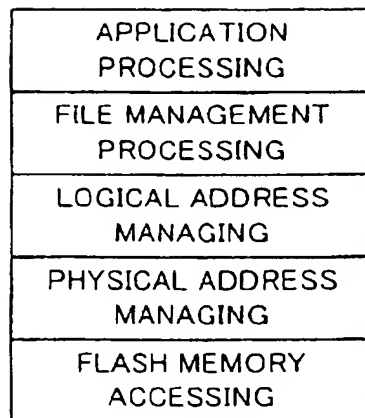 APPLICATION
PROCESSING
FILE MANAGEMENT
PROCESSING
LOGICAL ADDRESS
MANAGING
PHYSICAL ADDRESS
MANAGING
FLASH MEMORY
ACCESSING